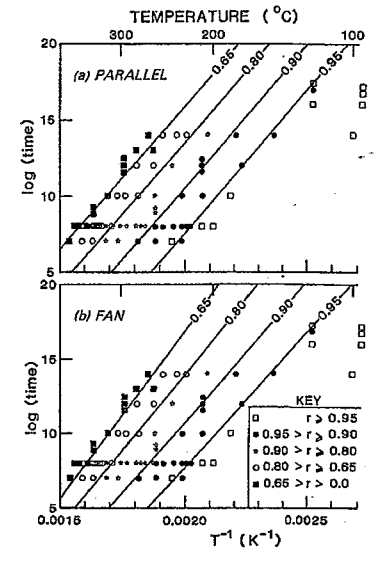 TEMPERATURE (°C)
300 200 100
20
15
10
5
log (time)
(a) PARALLEL
0.65
0.80
0.90
0.95
20
15
10
5
log (time)
(b) FAN
0.65
0.80
0.90
0.95
KEY
□ r ⩾ 0.95
● 0.95 > r ⩾ 0.90
★ 0.90 > r ⩾ 0.80
○ 0.80 > r ⩾ 0.65
■ 0.65 > r > 0.0
0.0015 0.0020 0.0025
T⁻¹ (K⁻¹)